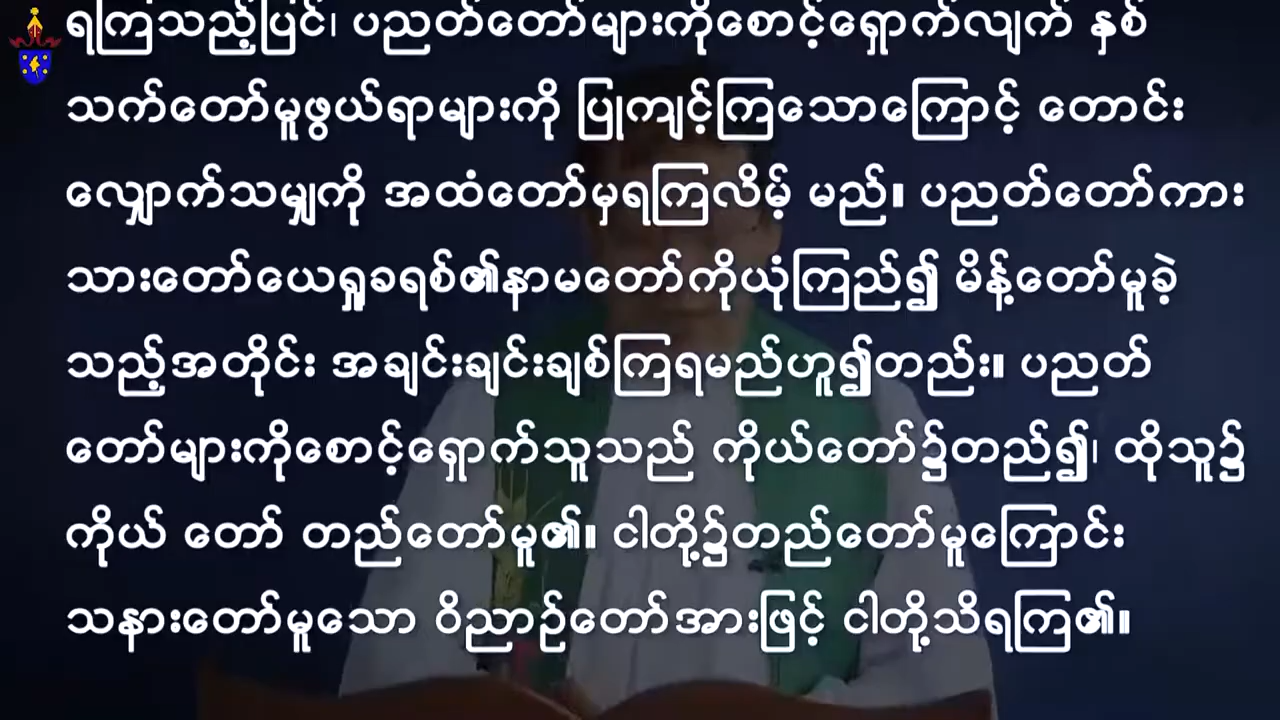 ရကြသည့်ပြင်၊ ပညတ်တော်များကိုစောင့်ရှောက်လျက် နှစ်
သက်တော်မူဖွယ်ရာများကို ပြုကျင့်ကြသောကြောင့် တောင်း
လျှောက်သမျှကို အထံတော်မှရကြလိမ့် မည်။ ပညတ်တော်ကား
သားတော်ယေရှုခရစ်၏နာမတော်ကိုယုံကြည်၍ မိန့်တော်မူခဲ့
သည့်အတိုင်း အချင်းချင်းချစ်ကြရမည်ဟူ၍တည်း။ ပညတ်
တော်များကိုစောင့်ရှောက်သူသည် ကိုယ်တော်၌တည်၍၊ ထိုသူ၌
ကိုယ် တော် တည်တော်မူ၏။ ငါတို့၌တည်တော်မူကြောင်း
သနားတော်မူသော ဝိညာဉ်တော်အားဖြင့် ငါတို့သိရကြ၏။